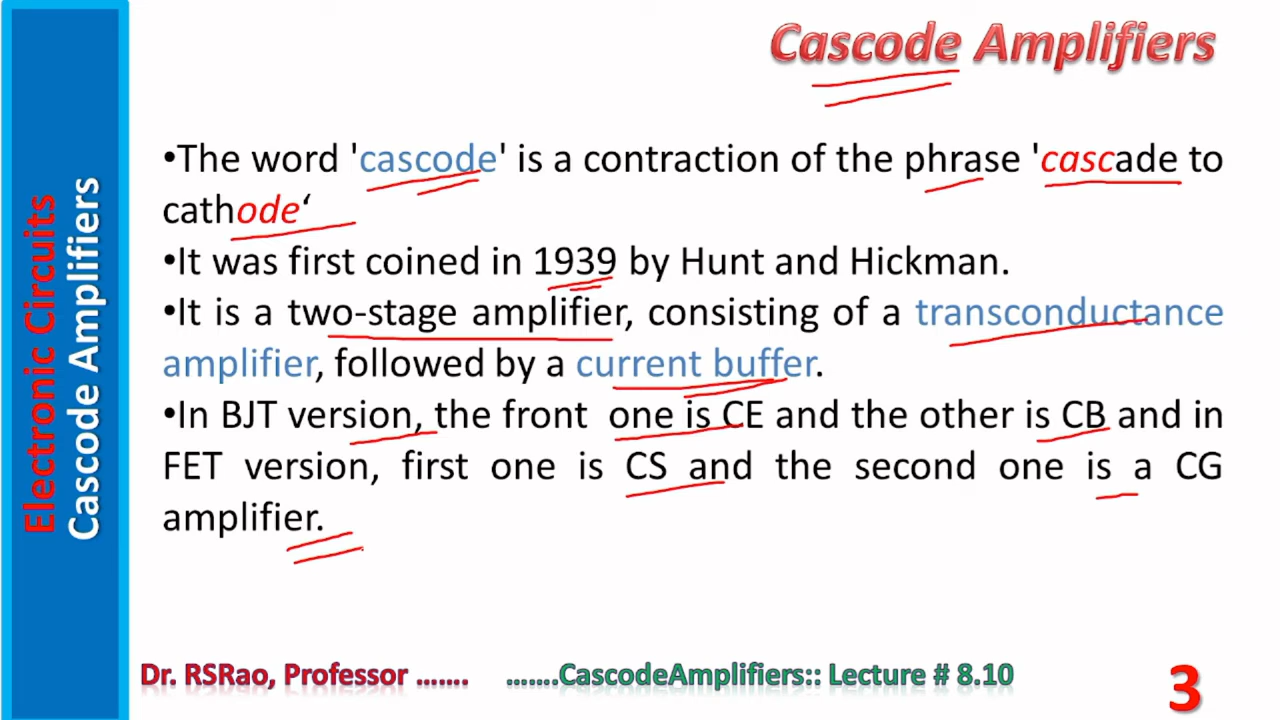 Cascode Amplifiers
•The word 'cascode' is a contraction of the phrase 'cascade to
cathode‘
•It was first coined in 1939 by Hunt and Hickman.
•It is a two-stage amplifier, consisting of a transconductance
amplifier, followed by a current buffer.
•In BJT version, the front one is CE and the other is CB and in
FET version, first one is CS and the second one is a CG
amplifier.
Electronic Circuits
Cascode Amplifiers
Dr. RSRao, Professor ....... .......CascodeAmplifiers:: Lecture # 8.10
3